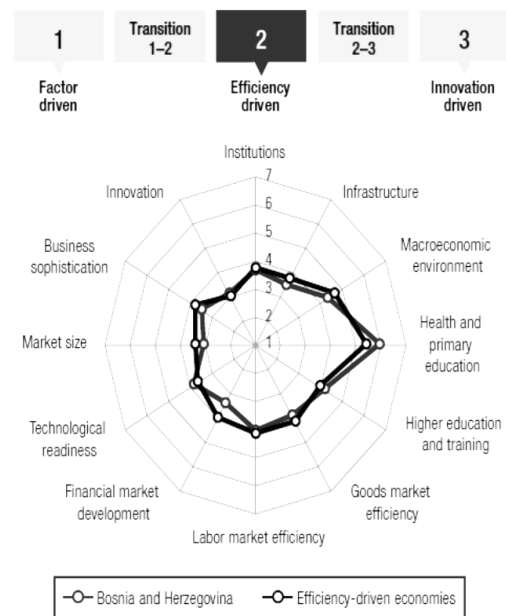 1
Transition
1–2
2
Transition
2–3
3
Factor
driven
Efficiency
driven
Innovation
driven
Institutions
7
Innovation
Infrastructure
6
5
Business
sophistication
Macroeconomic
environment
4
3
2
Market size
1
Health and
primary
education
Technological
readiness
Higher education
and training
Financial market
development
Goods market
efficiency
Labor market efficiency
Bosnia and Herzegovina
Efficiency-driven economies